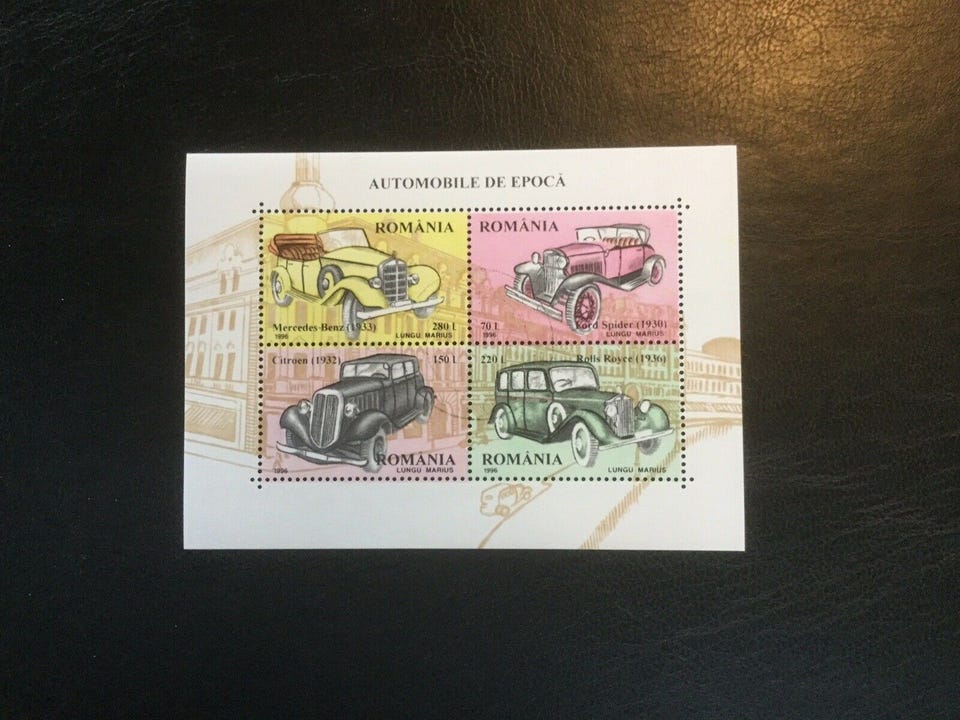 AUTOMOBILE DE EPOCĂ
ROMÂNIA
Mercedes-Benz (1933) 280 L
1996 LUNGU MARIUS
ROMÂNIA
70 L Ford Spider (1930)
1996 LUNGU MARIUS
Citroen (1932) 150 L
ROMÂNIA
1996 LUNGU MARIUS
220 L Rolls Royce (1936)
ROMÂNIA
1996 LUNGU MARIUS